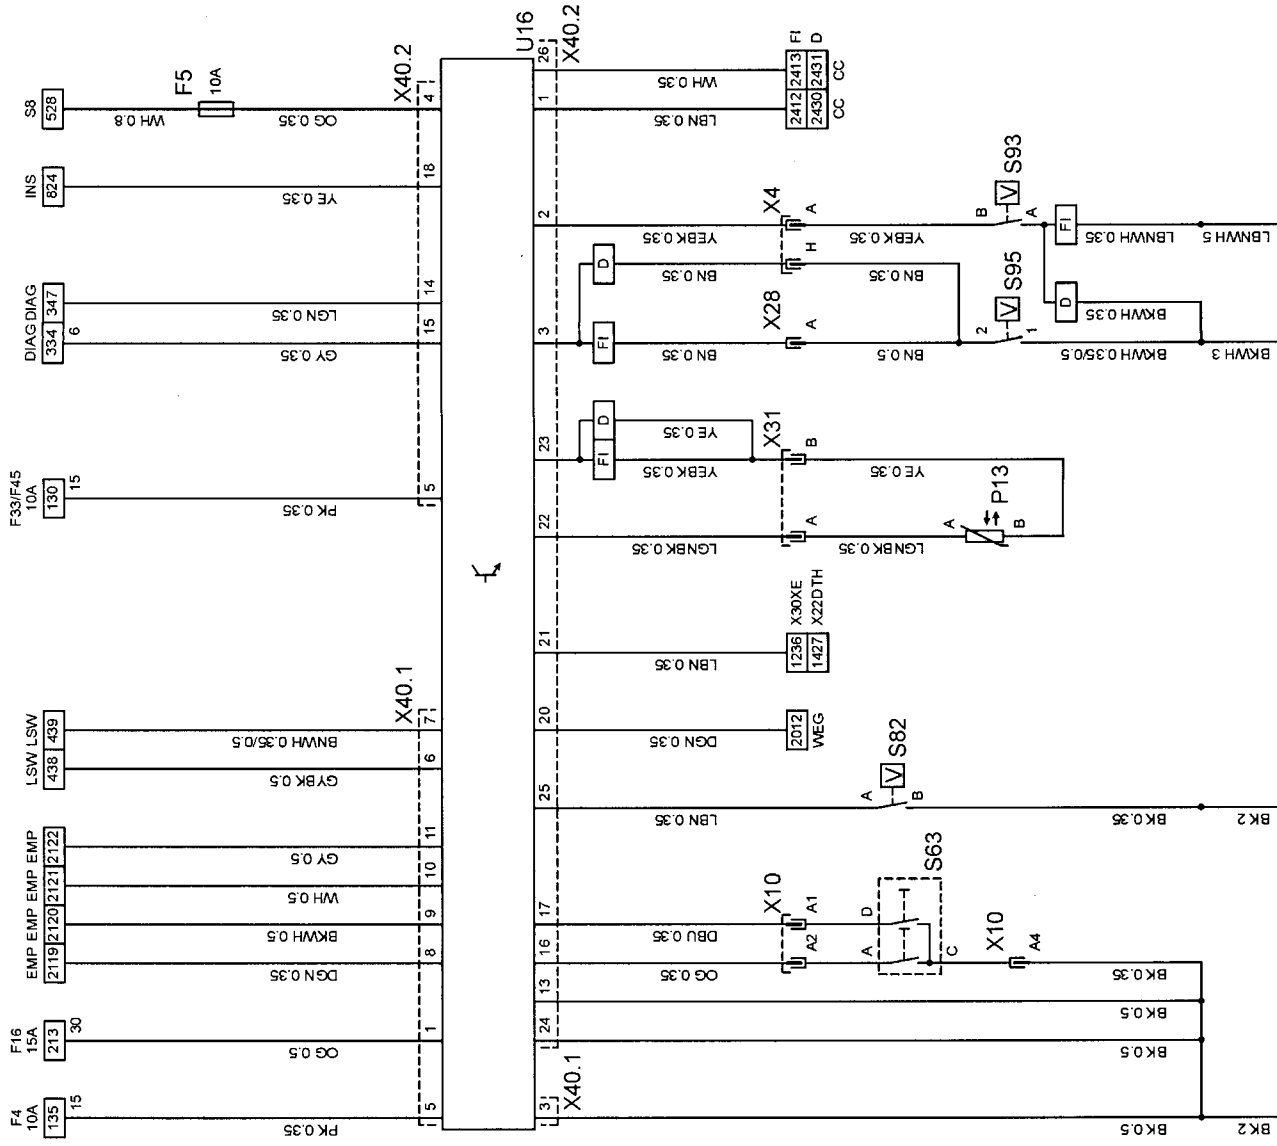 F4
10A
135
15
PK 0.35
5
F16
15A
213
30
OG 0.5
1
EMP EMP EMP EMP
2119 2120 2121 2122
DGN 0.35
8
BKWH 0.5
9
WH 0.5
10
GY 0.5
11
LSW LSW
438 439
GYBK 0.5
6
BNWH 0.35/0.5
7
X40.1
F33/F45
10A
130
15
PK 0.35
5
DIAG DIAG
334 347
6
GY 0.35
15
LGN 0.35
14
INS
824
YE 0.35
18
S8
528
WH 0.8
F5
10A
OG 0.35
4
X40.2
U16
3
X40.1
24
13
16
17
25
20
21
22
23
3
2
1
26
X40.2
BK 0.5
BK 2
BK 0.5
BK 0.5
OG 0.35
DBU 0.35
X10
A2
A1
A
D
S63
C
X10
A4
BK 0.35
LBN 0.35
A
B
V
S82
BK 0.35
BK 2
DGN 0.35
2012
WEG
LBN 0.35
1236 X30XE
1427 X22DTH
LGNBK 0.35
FI
D
YEBK 0.35
YE 0.35
X31
A
B
LGNBK 0.35
YE 0.35
A
B
P13
FI
D
BN 0.35
BN 0.35
YEBK 0.35
X28
A
X4
H
A
BN 0.5
BN 0.35
YEBK 0.35
2
1
V
S95
B
A
V
S93
D
FI
BKWH 0.35/0.5
BKWH 0.35
LBNWH 0.35
BKWH 3
LBNWH 5
LBN 0.35
WH 0.35
2412 2413 FI
2430 2431 D
CC CC